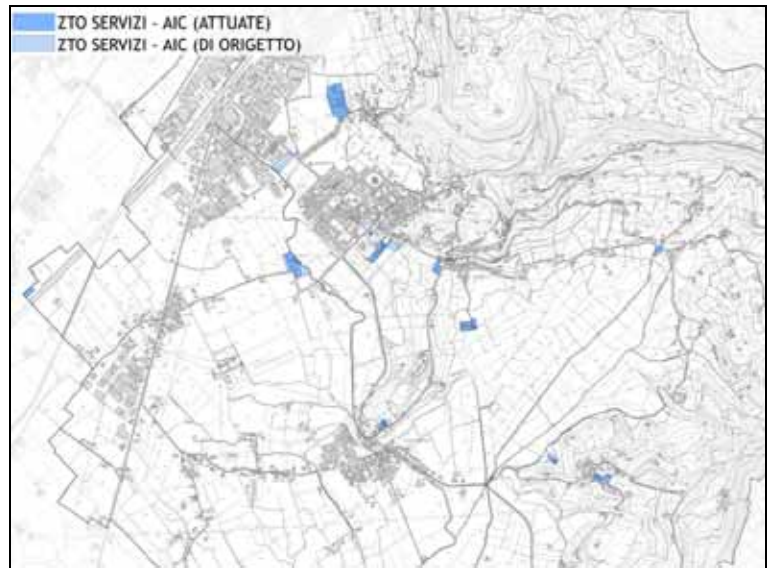 ZTO SERVIZI - AIC (ATTUATE)
ZTO SERVIZI - AIC (DI ORIGETTO)